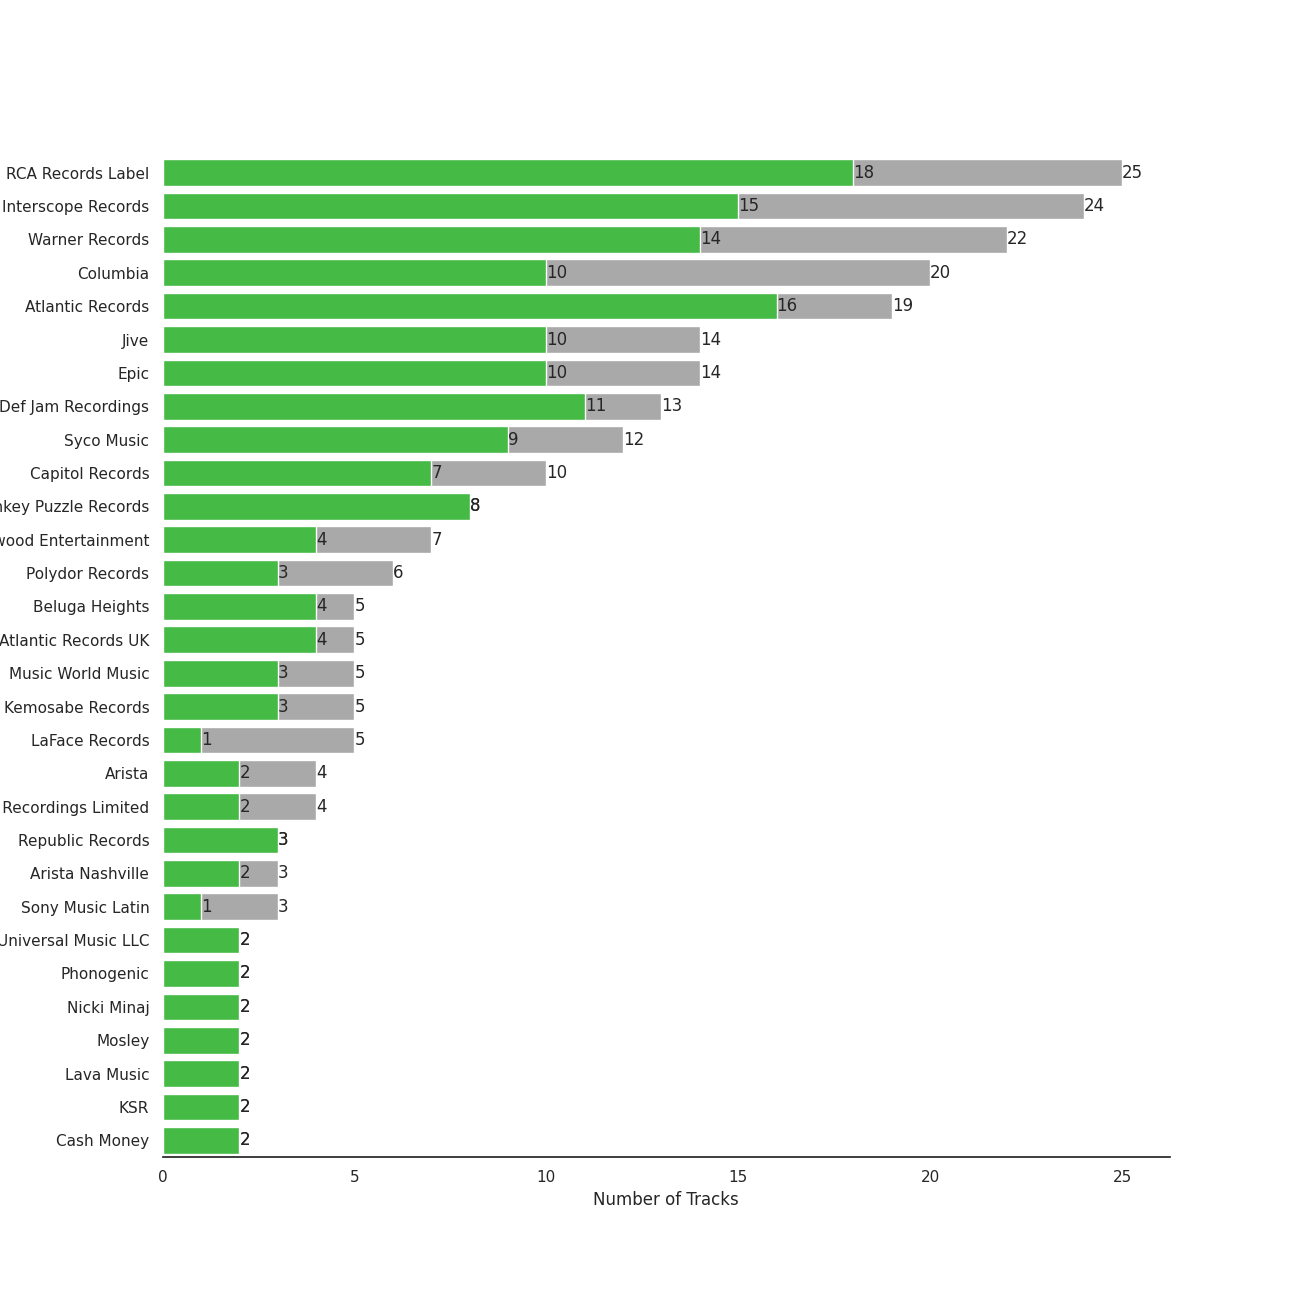 RCA Records Label 18 25
Interscope Records 15 24
Warner Records 14 22
Columbia 10 20
Atlantic Records 16 19
Jive 10 14
Epic 10 14
Def Jam Recordings 11 13
Syco Music 9 12
Capitol Records 7 10
Puzzle Records 8
Entertainment 4 7
Polydor Records 3 6
Beluga Heights 4 5
Atlantic Records UK 4 5
Music World Music 3 5
Kemosabe Records 3 5
LaFace Records 1 5
Arista 2 4
Recordings Limited 2 4
Republic Records 3
Arista Nashville 2 3
Sony Music Latin 1 3
Universal Music LLC 2
Phonogenic 2
Nicki Minaj 2
Mosley 2
Lava Music 2
KSR 2
Cash Money 2
0 5 10 15 20 25
Number of Tracks